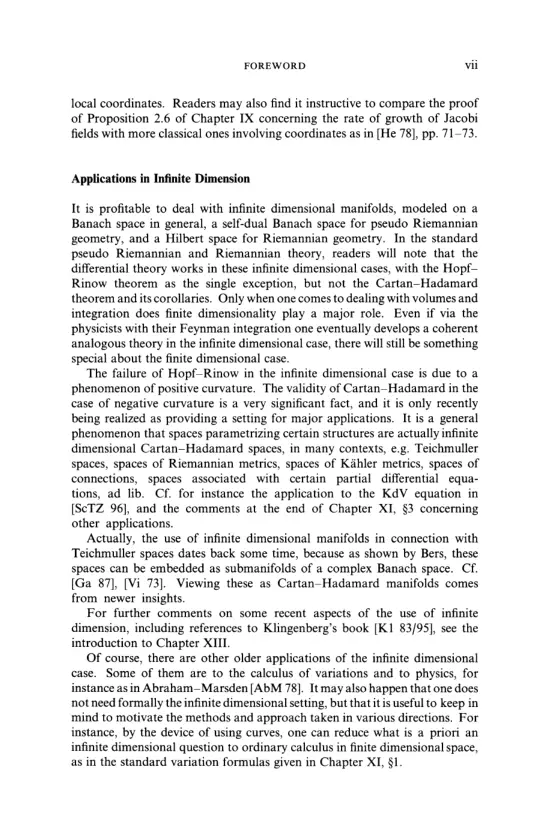 FOREWORD vii
local coordinates. Readers may also find it instructive to compare the proof
of Proposition 2.6 of Chapter IX concerning the rate of growth of Jacobi
fields with more classical ones involving coordinates as in [He 78], pp. 71–73.
Applications in Infinite Dimension
It is profitable to deal with infinite dimensional manifolds, modeled on a
Banach space in general, a self-dual Banach space for pseudo Riemannian
geometry, and a Hilbert space for Riemannian geometry. In the standard
pseudo Riemannian and Riemannian theory, readers will note that the
differential theory works in these infinite dimensional cases, with the Hopf–
Rinow theorem as the single exception, but not the Cartan–Hadamard
theorem and its corollaries. Only when one comes to dealing with volumes and
integration does finite dimensionality play a major role. Even if via the
physicists with their Feynman integration one eventually develops a coherent
analogous theory in the infinite dimensional case, there will still be something
special about the finite dimensional case.
The failure of Hopf–Rinow in the infinite dimensional case is due to a
phenomenon of positive curvature. The validity of Cartan–Hadamard in the
case of negative curvature is a very significant fact, and it is only recently
being realized as providing a setting for major applications. It is a general
phenomenon that spaces parametrizing certain structures are actually infinite
dimensional Cartan–Hadamard spaces, in many contexts, e.g. Teichmuller
spaces, spaces of Riemannian metrics, spaces of Kähler metrics, spaces of
connections, spaces associated with certain partial differential equa-
tions, ad lib. Cf. for instance the application to the KdV equation in
[ScTZ 96], and the comments at the end of Chapter XI, §3 concerning
other applications.
Actually, the use of infinite dimensional manifolds in connection with
Teichmuller spaces dates back some time, because as shown by Bers, these
spaces can be embedded as submanifolds of a complex Banach space. Cf.
[Ga 87], [Vi 73]. Viewing these as Cartan–Hadamard manifolds comes
from newer insights.
For further comments on some recent aspects of the use of infinite
dimension, including references to Klingenberg's book [Kl 83/95], see the
introduction to Chapter XIII.
Of course, there are other older applications of the infinite dimensional
case. Some of them are to the calculus of variations and to physics, for
instance as in Abraham–Marsden [AbM 78]. It may also happen that one does
not need formally the infinite dimensional setting, but that it is useful to keep in
mind to motivate the methods and approach taken in various directions. For
instance, by the device of using curves, one can reduce what is a priori an
infinite dimensional question to ordinary calculus in finite dimensional space,
as in the standard variation formulas given in Chapter XI, §1.